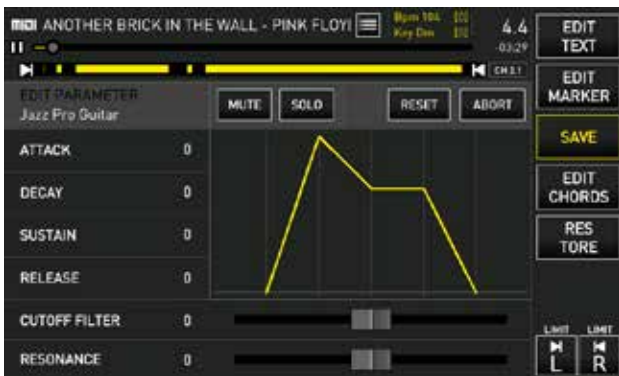 MIDI ANOTHER BRICK IN THE WALL - PINK FLOYI
Bpm 104
Key Dm
4.4
-03:29
CH 3.1
EDIT PARAMETER
Jazz Pro Guitar
MUTE
SOLO
RESET
ABORT
ATTACK 0
DECAY 0
SUSTAIN 0
RELEASE 0
CUTOFF FILTER 0
RESONANCE 0
EDIT
TEXT
EDIT
MARKER
SAVE
EDIT
CHORDS
RES
TORE
LIMIT LIMIT
L R